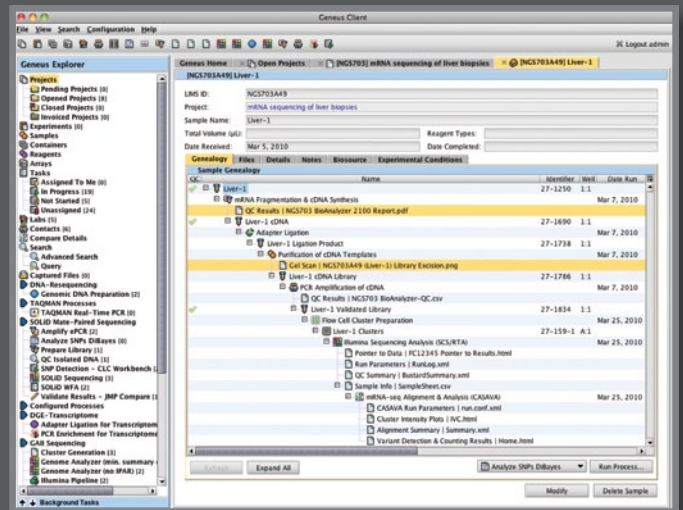 Geneus Client
File View Search Configuration Help
Logout admin
Geneus Explorer
Projects
Pending Projects [0]
Opened Projects [8]
Closed Projects [0]
Invoiced Projects [0]
Experiments [0]
Samples
Containers
Reagents
Arrays
Tasks
Assigned To Me [0]
In Progress [19]
Not Started [5]
Unassigned [24]
Labs [5]
Contacts [6]
Compare Details
Search
Advanced Search
Query
Captured Files [0]
DNA-Resequencing
Genomic DNA Preparation [2]
TAQMAN Processes
TAQMAN Real-Time PCR [0]
SOLiD Mate-Paired Sequencing
Amplify ePCR [2]
Analyze SNPs DiBayes [0]
Prepare Library [1]
QC Isolated DNA [1]
SNP Detection - CLC Workbench [
SOLiD Sequencing [3]
SOLiD WFA [2]
Validate Results - JMP Compare [
Configured Processes
DGE-Transcriptome
Adapter Ligation for Transcriptom
PCR Enrichment for Transcriptome
GAII Sequencing
Cluster Generation [3]
Genome Analyzer (min. summary
Genome Analyzer (no IPAR) [2]
Illumina Pipeline [2]
Background Tasks
Geneus Home
Open Projects
[NGS703] mRNA sequencing of liver biopsies
[NGS703A49] Liver-1
[NGS703A49] Liver-1
LIMS ID: NGS703A49
Project: mRNA sequencing of liver biopsies
Sample Name: Liver-1
Total Volume (µL): Reagent Types:
Date Received: Mar 5, 2010 Date Completed:
Genealogy Files Details Notes Biosource Experimental Conditions
Sample Genealogy
QC Name Identifier Well Date Run
Liver-1 27-1250 1:1
mRNA Fragmentation & cDNA Synthesis Mar 7, 2010
QC Results | NGS703 BioAnalyzer 2100 Report.pdf
Liver-1 cDNA 27-1690 1:1
Adapter Ligation Mar 7, 2010
Liver-1 Ligation Product 27-1738 1:1
Purification of cDNA Templates Mar 7, 2010
Gel Scan | NGS703A49 (Liver-1) Library Excision.png
Liver-1 cDNA Library 27-1786 1:1
PCR Amplification of cDNA Mar 7, 2010
QC Results | NGS703 BioAnalyzer-QC.csv
Liver-1 Validated Library 27-1834 1:1
Flow Cell Cluster Preparation Mar 25, 2010
Liver-1 Clusters 27-159-1 A:1
Illumina Sequencing Analysis (SCS/RTA) Mar 25, 2010
Pointer to Data | FC12345 Pointer to Results.html
Run Parameters | RunLog.xml
QC Summary | BustardSummary.xml
Sample Info | SampleSheet.csv
mRNA-seq Alignment & Analysis (CASAVA) Mar 25, 2010
CASAVA Run Parameters | run.conf.xml
Cluster Intensity Plots | IVC.html
Alignment Summary | Summary.xml
Variant Detection & Counting Results | Home.html
Refresh Expand All Analyze SNPs DiBayes Run Process...
Modify Delete Sample